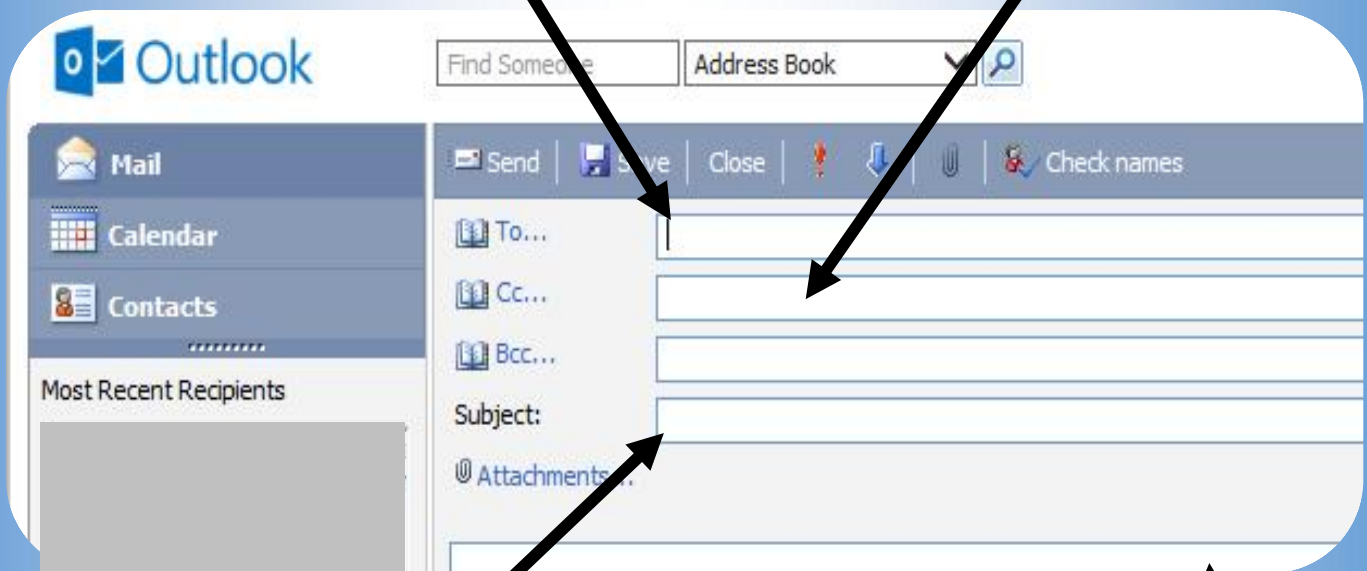 Outlook
Find Someone Address Book
Mail
Send Save Close Check names
Calendar
To...
Contacts
Cc...
Bcc...
Most Recent Recipients
Subject:
Attachments...